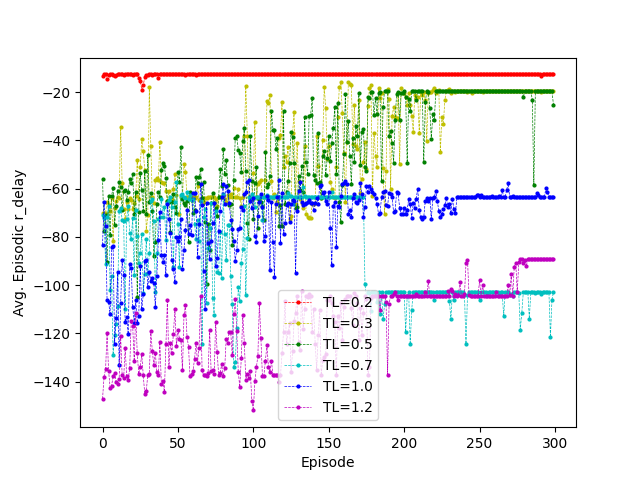 Avg. Episodic r_delay
−20
−40
−60
−80
−100
−120
−140
TL=0.2
TL=0.3
TL=0.5
TL=0.7
TL=1.0
TL=1.2
0 50 100 150 200 250 300
Episode